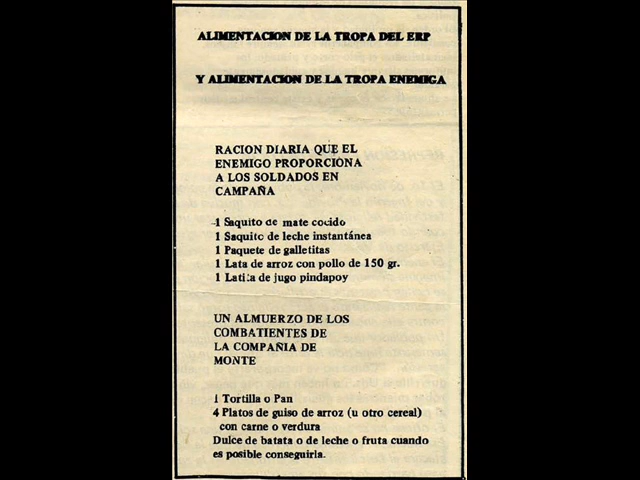 ALIMENTACION DE LA TROPA DEL ERP
Y ALIMENTACION DE LA TROPA ENEMIGA
RACION DIARIA QUE EL
ENEMIGO PROPORCIONA
A LOS SOLDADOS EN
CAMPAÑA
1 Saquito de mate cocido
1 Saquito de leche instantánea
1 Paquete de galletitas
1 Lata de arroz con pollo de 150 gr.
1 Latita de jugo pindapoy
UN ALMUERZO DE LOS
COMBATIENTES DE
LA COMPAÑIA DE
MONTE
1 Tortilla o Pan
4 Platos de guiso de arroz (u otro cereal)
con carne o verdura
Dulce de batata o de leche o fruta cuando
es posible conseguirla.